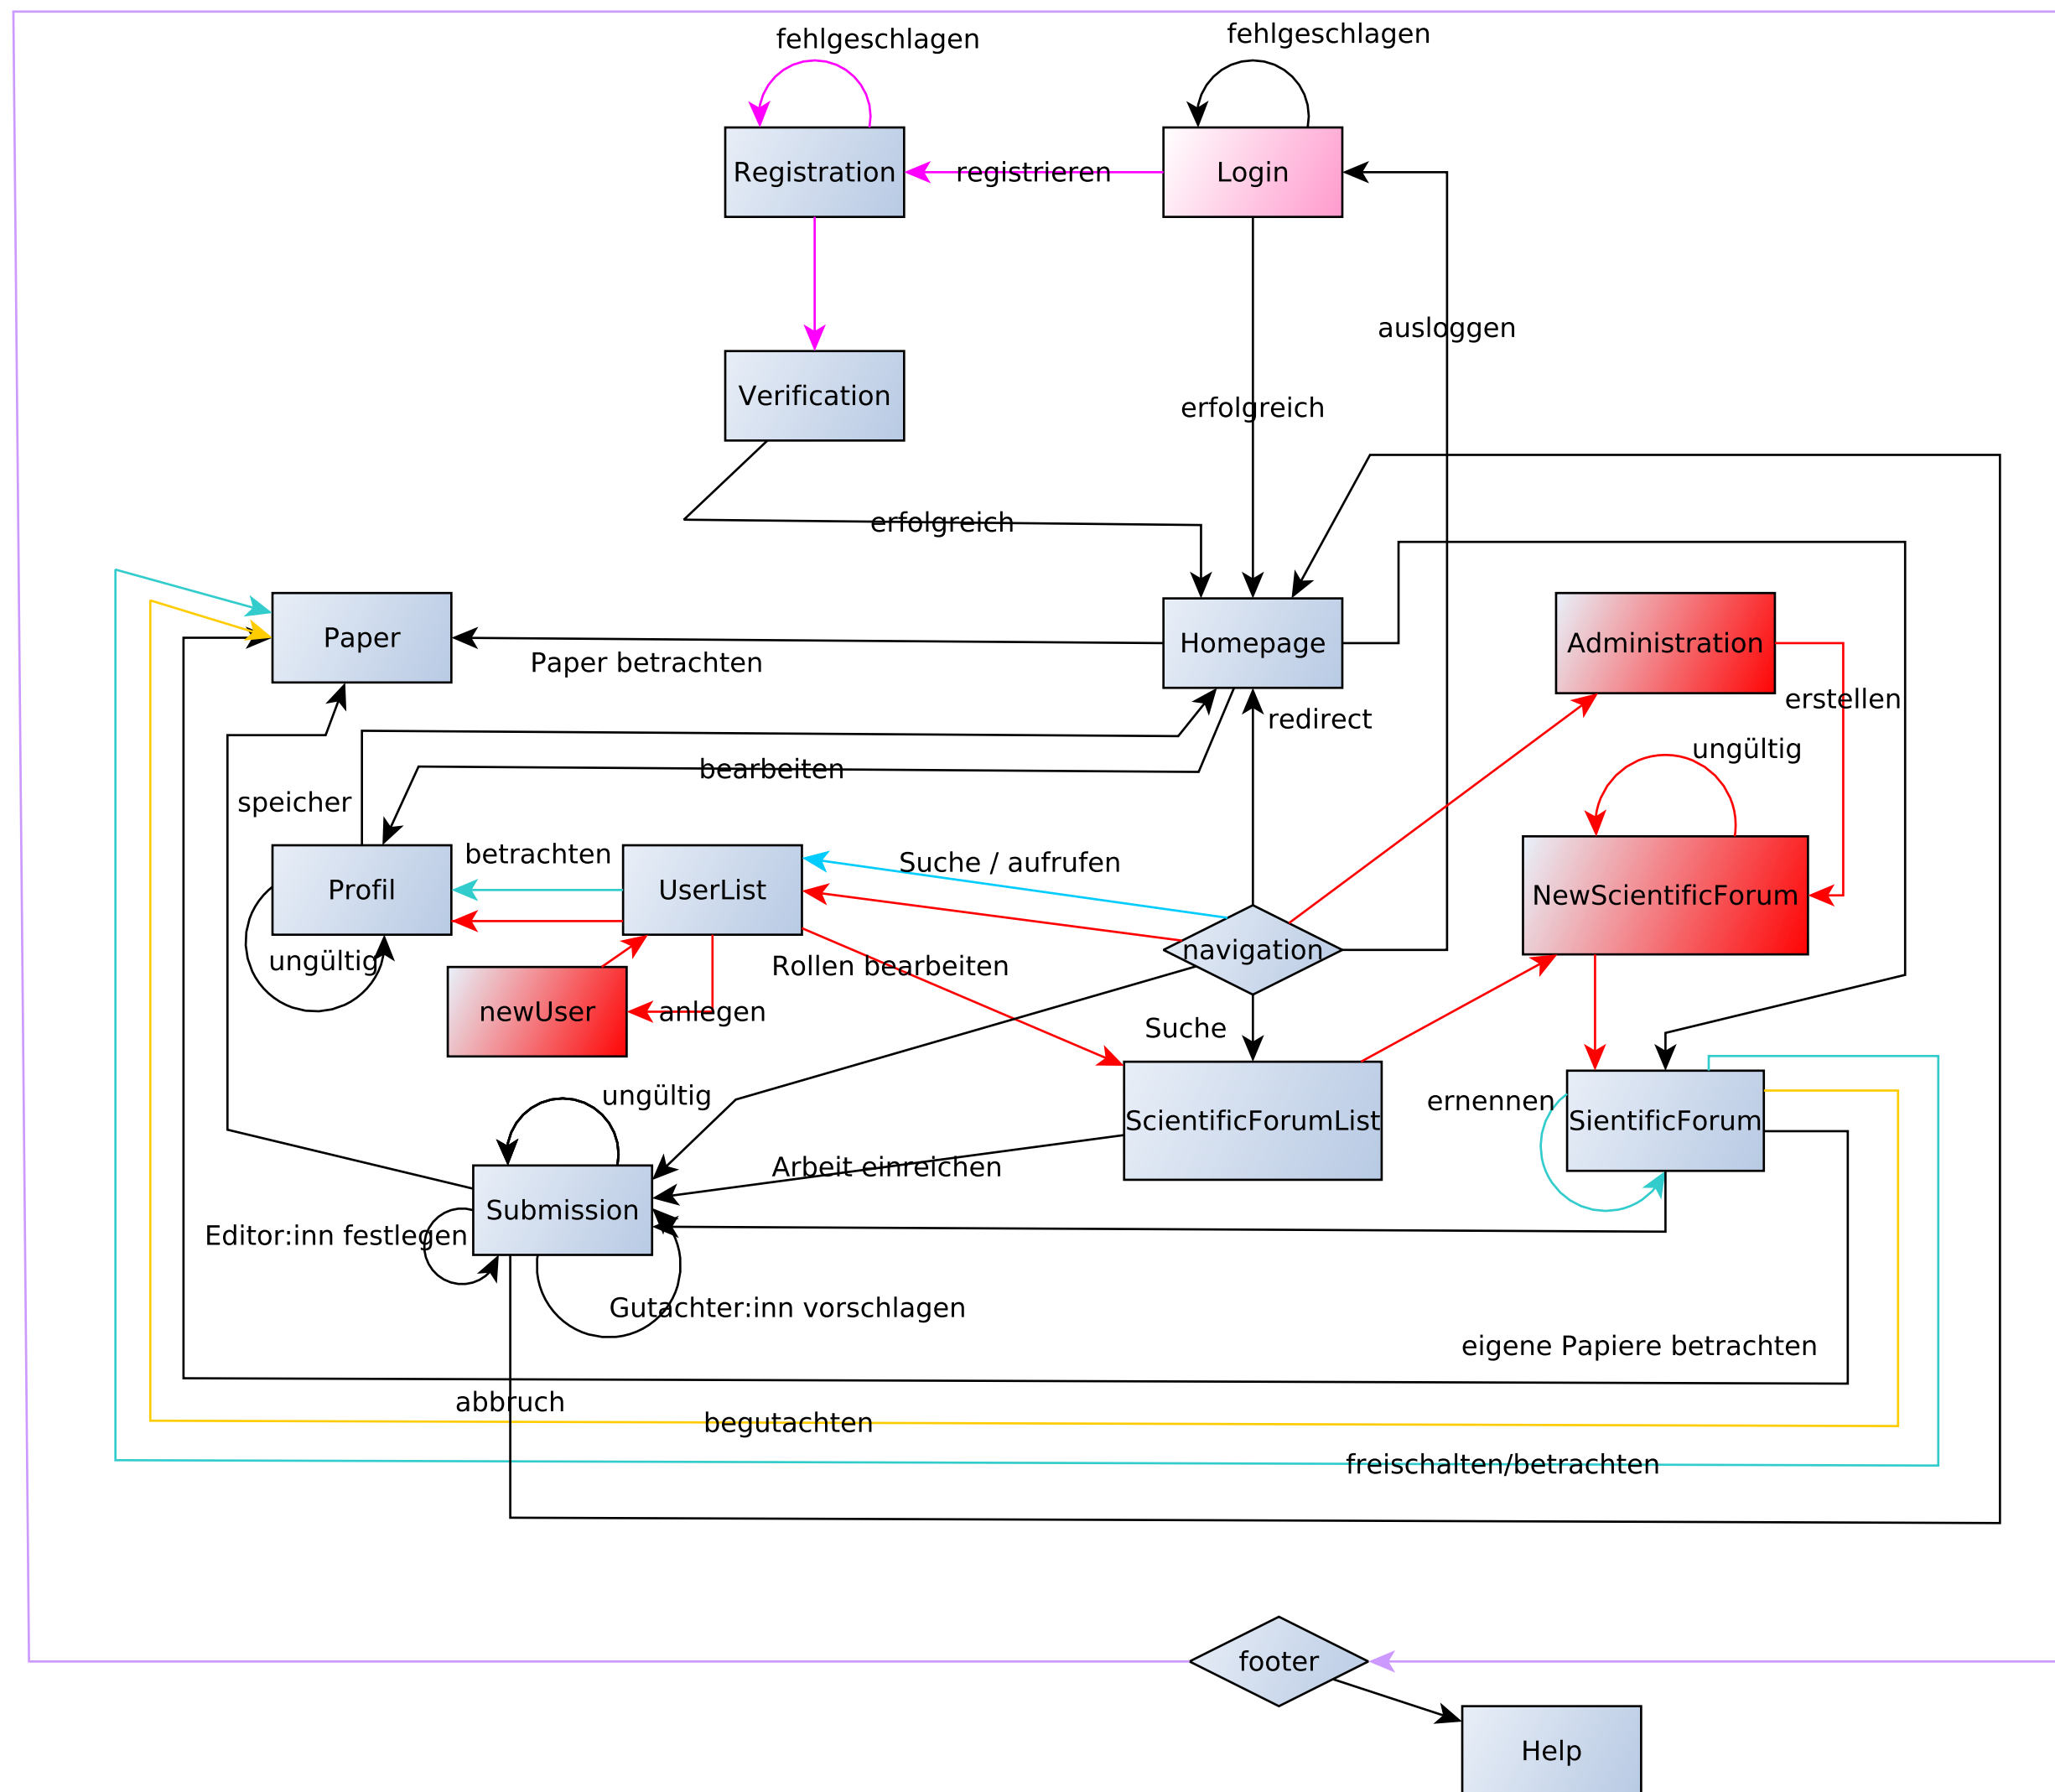 fehlgeschlagen
fehlgeschlagen
Registration
registrieren
Login
ausloggen
Verification
erfolgreich
erfolgreich
Paper
Paper betrachten
Homepage
Administration
redirect
erstellen
ungültig
bearbeiten
speicher
betrachten
Suche / aufrufen
Profil
UserList
NewScientificForum
navigation
ungültig
Rollen bearbeiten
newUser
anlegen
Suche
ungültig
ernennen
ScientificForumList
SientificForum
Arbeit einreichen
Submission
Editor:inn festlegen
Gutachter:inn vorschlagen
eigene Papiere betrachten
abbruch
begutachten
freischalten/betrachten
footer
Help